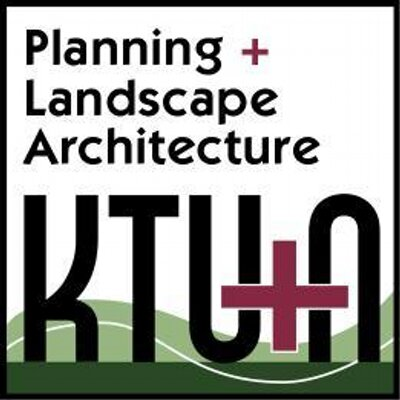 Planning +
Landscape
Architecture
KTU+A